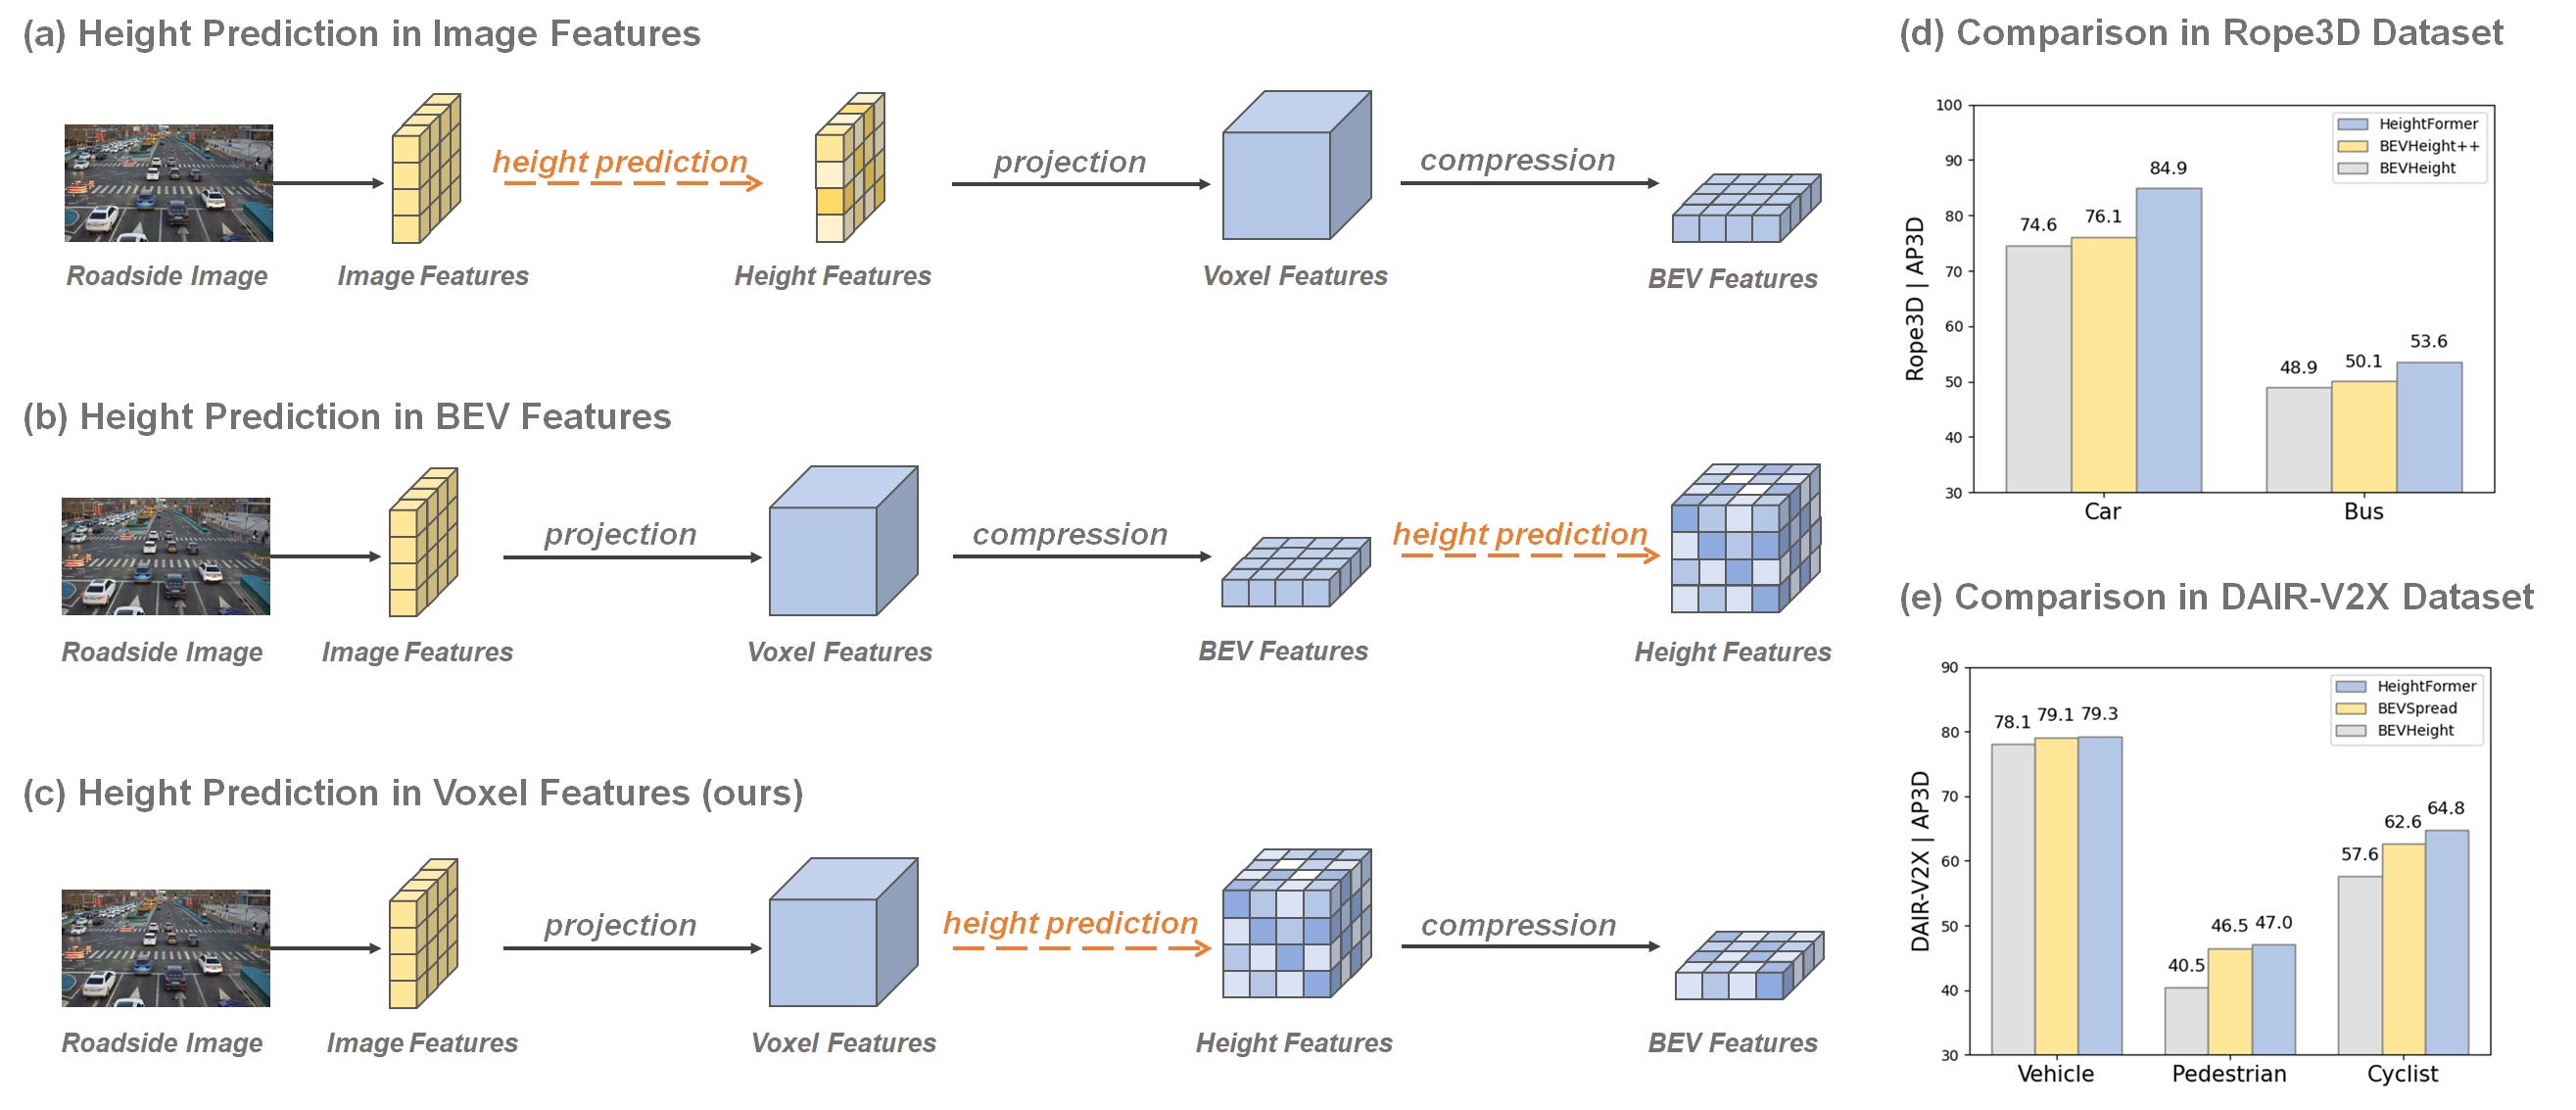 (a) Height Prediction in Image Features
height prediction
projection
compression
Roadside Image
Image Features
Height Features
Voxel Features
BEV Features
(b) Height Prediction in BEV Features
projection
compression
height prediction
Roadside Image
Image Features
Voxel Features
BEV Features
Height Features
(c) Height Prediction in Voxel Features (ours)
projection
height prediction
compression
Roadside Image
Image Features
Voxel Features
Height Features
BEV Features
(d) Comparison in Rope3D Dataset
Rope3D | AP3D
100
90
80
70
60
50
40
30
HeightFormer
BEVHeight++
BEVHeight
74.6
76.1
84.9
48.9
50.1
53.6
Car
Bus
(e) Comparison in DAIR-V2X Dataset
DAIR-V2X | AP3D
90
80
70
60
50
40
30
HeightFormer
BEVSpread
BEVHeight
78.1
79.1
79.3
40.5
46.5
47.0
57.6
62.6
64.8
Vehicle
Pedestrian
Cyclist